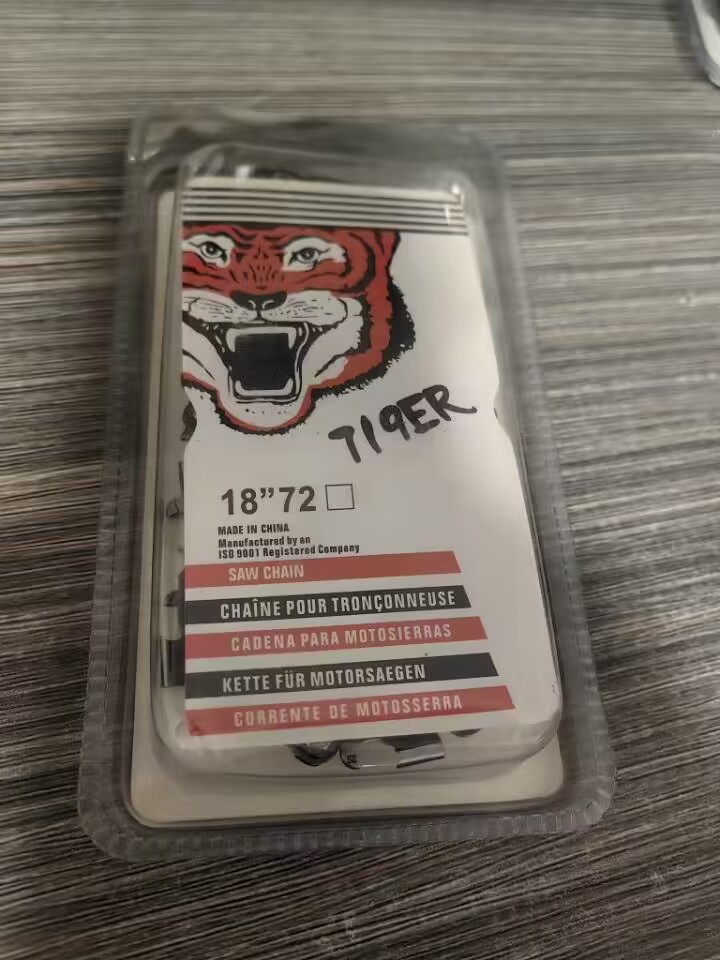 TIGER
18”72☐
MADE IN CHINA
Manufactured by an
ISO 9001 Registered Company
SAW CHAIN
CHAÎNE POUR TRONÇONNEUSE
CADENA PARA MOTOSIERRAS
KETTE FÜR MOTORSAEGEN
CORRENTE DE MOTOSSERRA